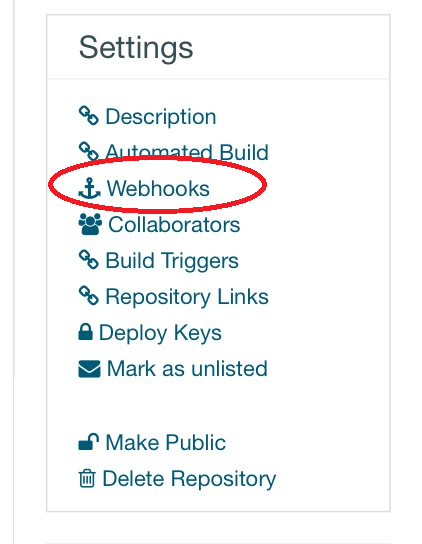 Settings
Description
Automated Build
Webhooks
Collaborators
Build Triggers
Repository Links
Deploy Keys
Mark as unlisted
Make Public
Delete Repository